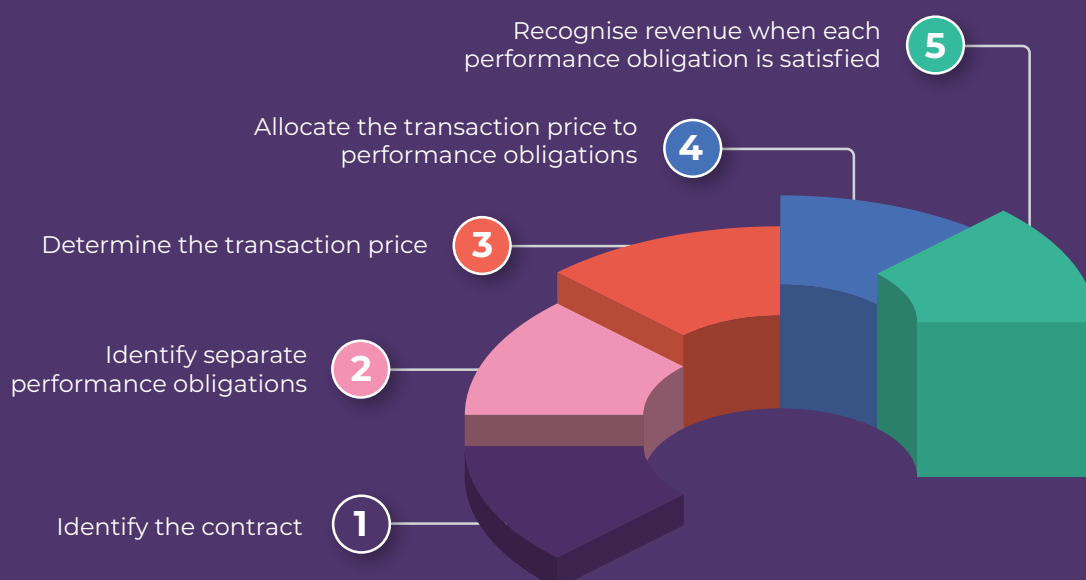 Recognise revenue when each
performance obligation is satisfied
5
Allocate the transaction price to
performance obligations
4
Determine the transaction price
3
Identify separate
performance obligations
2
Identify the contract
1